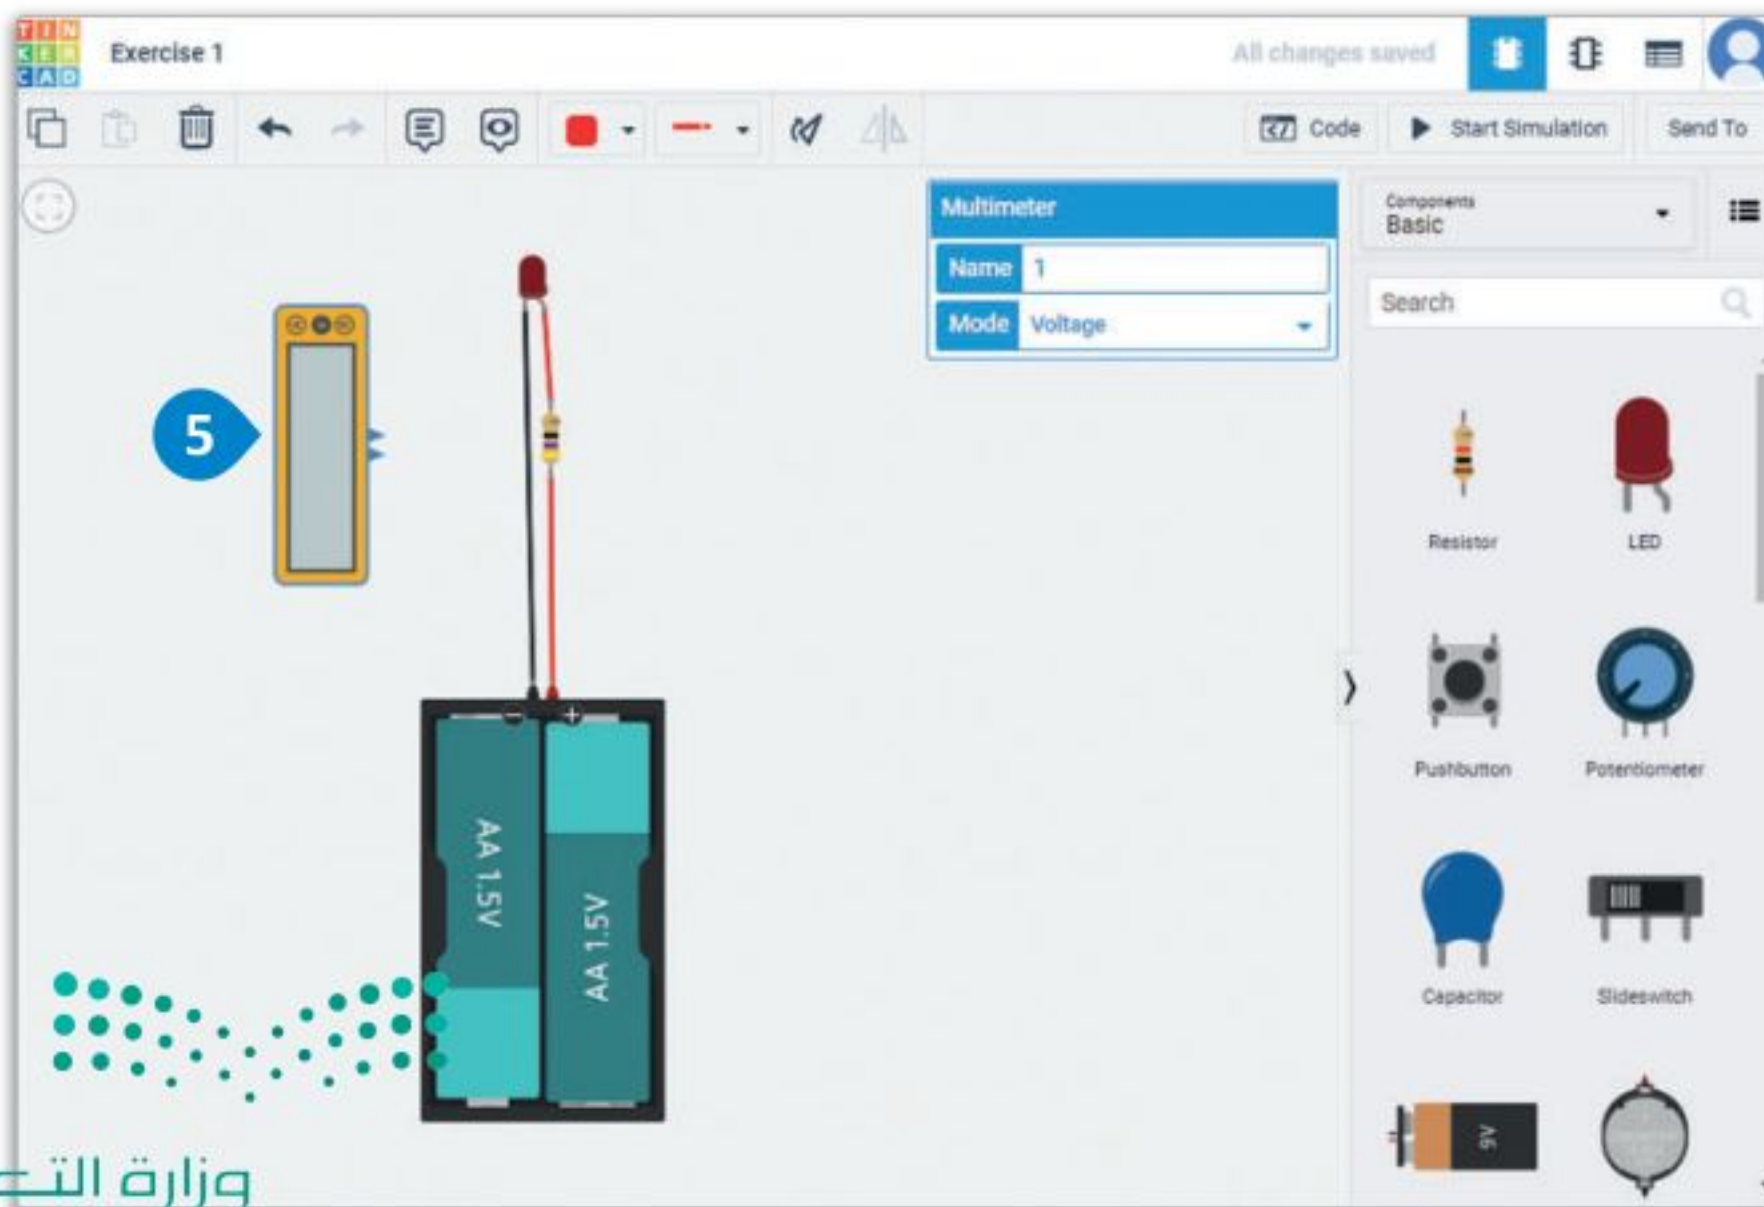 TINKERCAD
Exercise 1
All changes saved
Code
Start Simulation
Send To
Multimeter
Name 1
Mode Voltage
Components
Basic
Search
Resistor
LED
Pushbutton
Potentiometer
Capacitor
Slideswitch
9V
5
− +
AA 1.5V
AA 1.5V
وزارة التـ